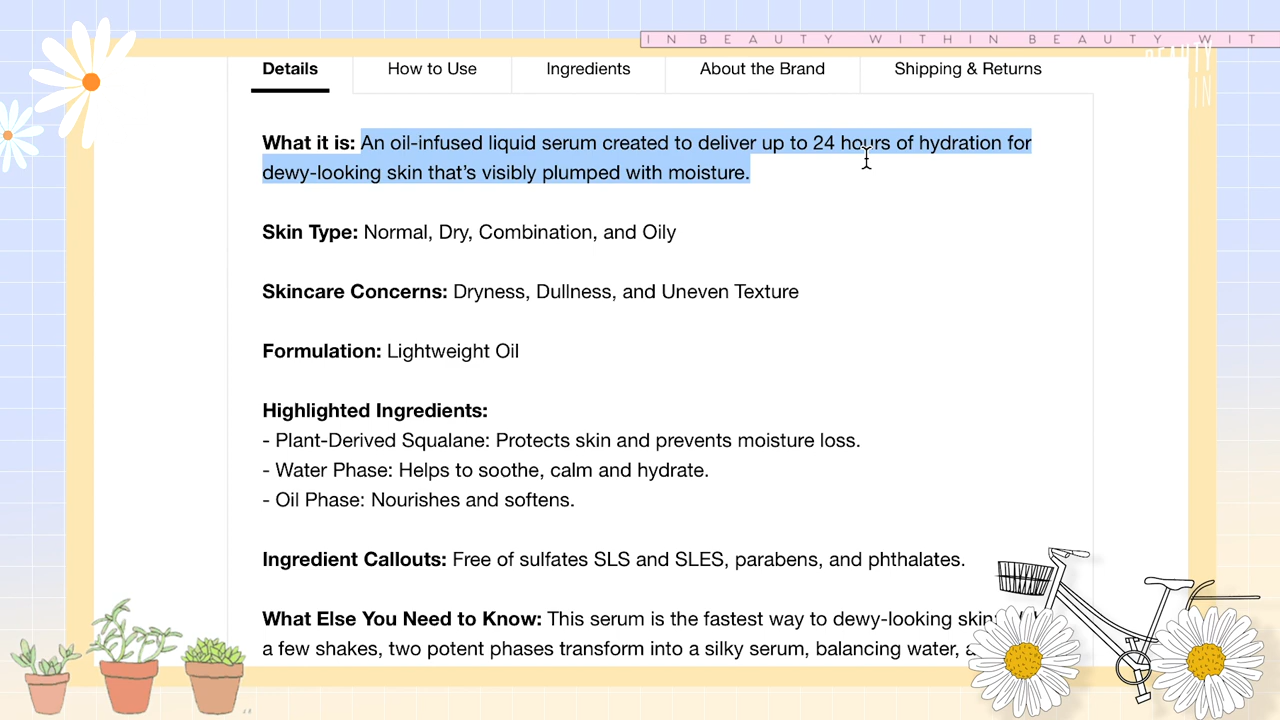 I N B E A U T Y W I T H I N B E A U T Y W I T
BEAUTY
Details How to Use Ingredients About the Brand Shipping & Returns
What it is: An oil-infused liquid serum created to deliver up to 24 hours of hydration for
dewy-looking skin that’s visibly plumped with moisture.
Skin Type: Normal, Dry, Combination, and Oily
Skincare Concerns: Dryness, Dullness, and Uneven Texture
Formulation: Lightweight Oil
Highlighted Ingredients:
- Plant-Derived Squalane: Protects skin and prevents moisture loss.
- Water Phase: Helps to soothe, calm and hydrate.
- Oil Phase: Nourishes and softens.
Ingredient Callouts: Free of sulfates SLS and SLES, parabens, and phthalates.
What Else You Need to Know: This serum is the fastest way to dewy-looking skin
a few shakes, two potent phases transform into a silky serum, balancing water,